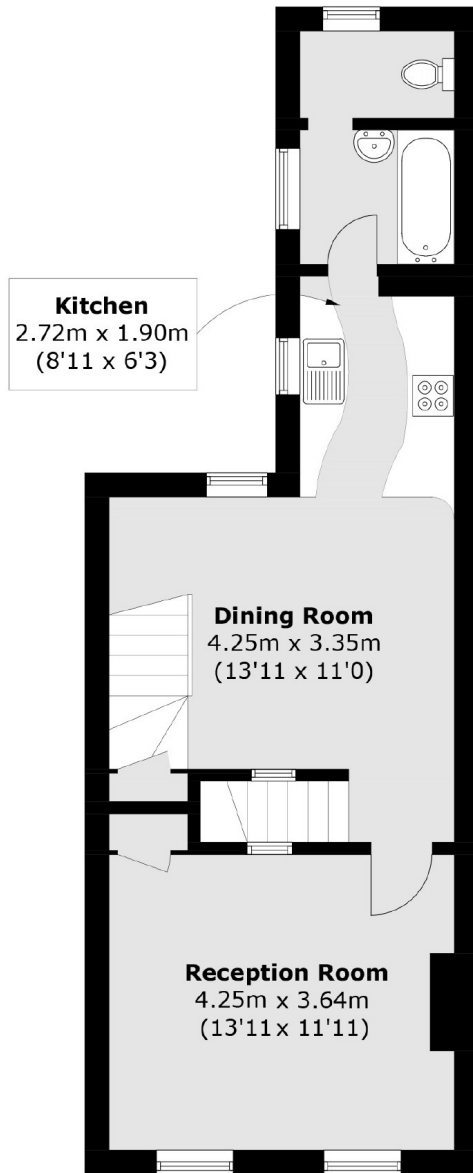 Kitchen
2.72m x 1.90m
(8'11 x 6'3)
Dining Room
4.25m x 3.35m
(13'11 x 11'0)
Reception Room
4.25m x 3.64m
(13'11 x 11'11)